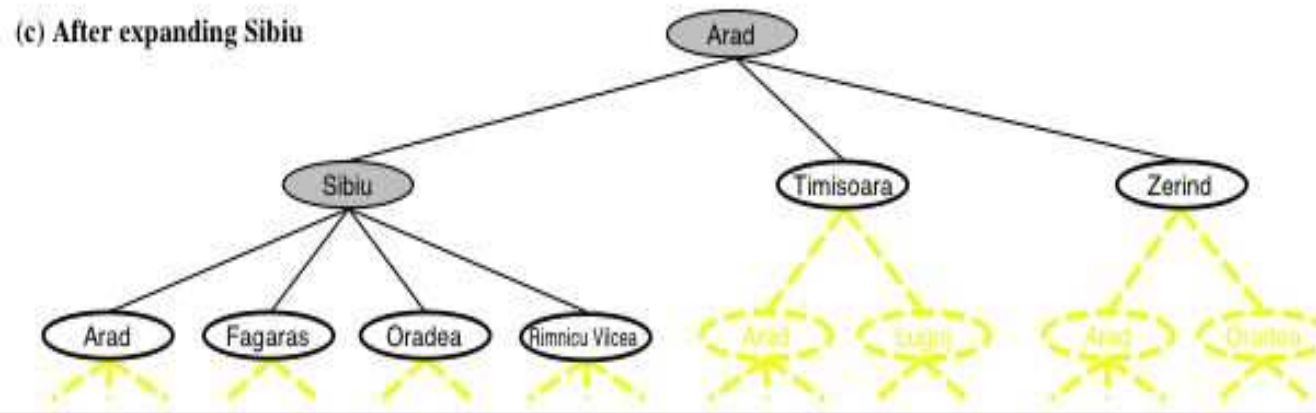 (c) After expanding Sibiu
Arad
Sibiu
Timisoara
Zerind
Arad
Fagaras
Oradea
Rimnicu Vilcea
Arad
Lugoj
Arad
Oradea